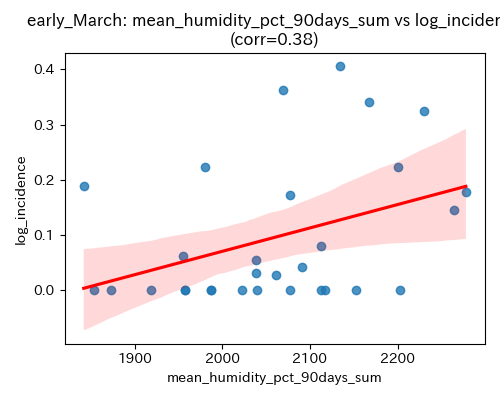 early_March: mean_humidity_pct_90days_sum vs log_inciden
(corr=0.38)
0.4
0.3
0.2
0.1
0.0
log_incidence
1900
2000
2100
2200
mean_humidity_pct_90days_sum